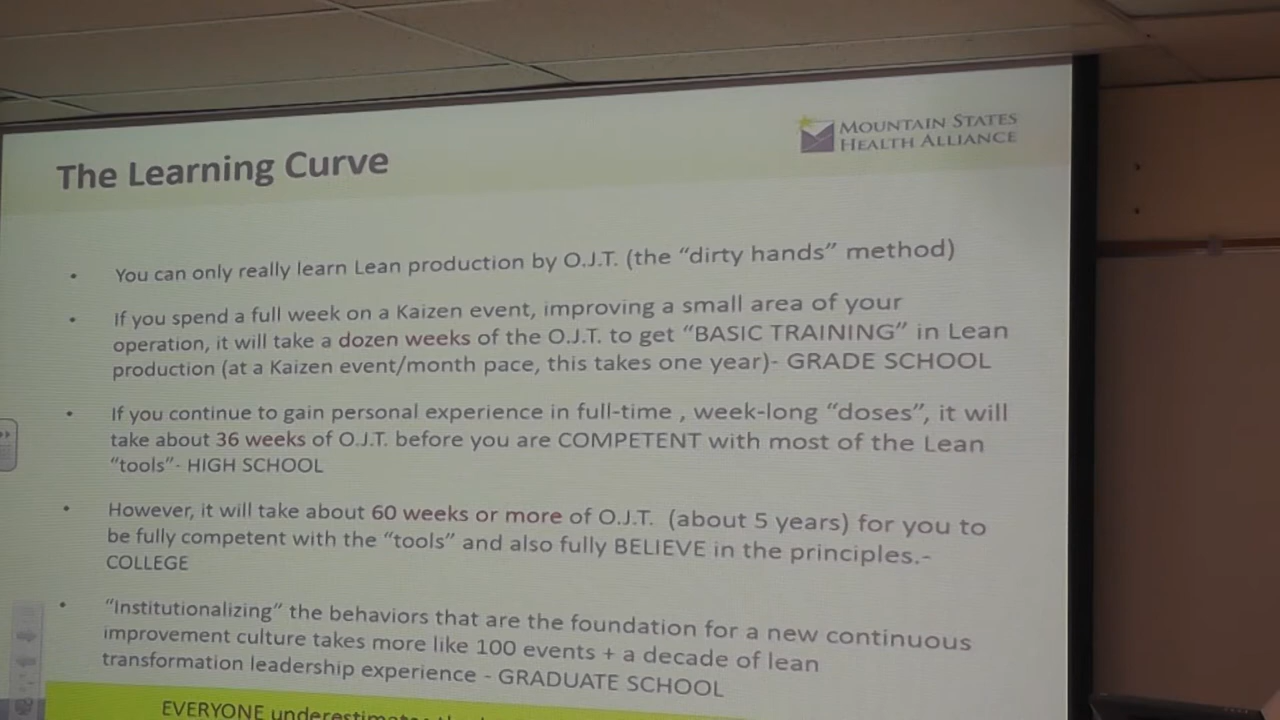 MOUNTAIN STATES
HEALTH ALLIANCE
The Learning Curve
• You can only really learn Lean production by O.J.T. (the “dirty hands” method)
• If you spend a full week on a Kaizen event, improving a small area of your
operation, it will take a dozen weeks of the O.J.T. to get “BASIC TRAINING” in Lean
production (at a Kaizen event/month pace, this takes one year)- GRADE SCHOOL
• If you continue to gain personal experience in full-time , week-long “doses”, it will
take about 36 weeks of O.J.T. before you are COMPETENT with most of the Lean
“tools”- HIGH SCHOOL
• However, it will take about 60 weeks or more of O.J.T. (about 5 years) for you to
be fully competent with the “tools” and also fully BELIEVE in the principles.-
COLLEGE
• “Institutionalizing” the behaviors that are the foundation for a new continuous
improvement culture takes more like 100 events + a decade of lean
transformation leadership experience - GRADUATE SCHOOL
EVERYONE